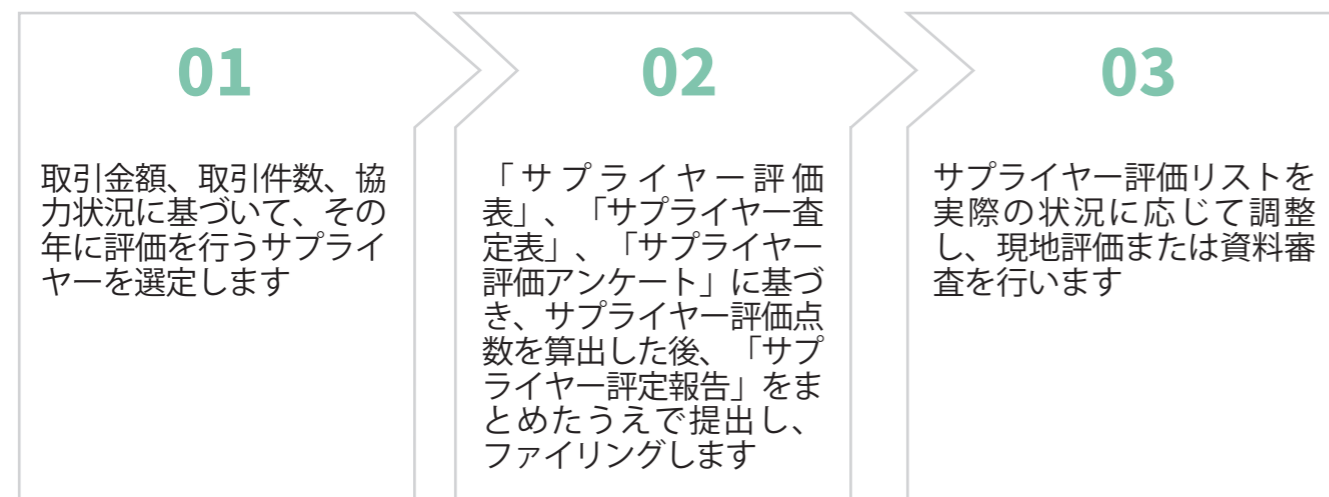 01
取引金額、取引件数、協
力状況に基づいて、その
年に評価を行うサプライ
ヤーを選定します
02
「サプライヤー評価
表」、「サプライヤー査
定表」、「サプライヤー
評価アンケート」に基づ
き、サプライヤー評価点
数を算出した後、「サプ
ライヤー評定報告」をま
とめたうえで提出し、
ファイリングします
03
サプライヤー評価リストを
実際の状況に応じて調整
し、現地評価または資料審
査を行います